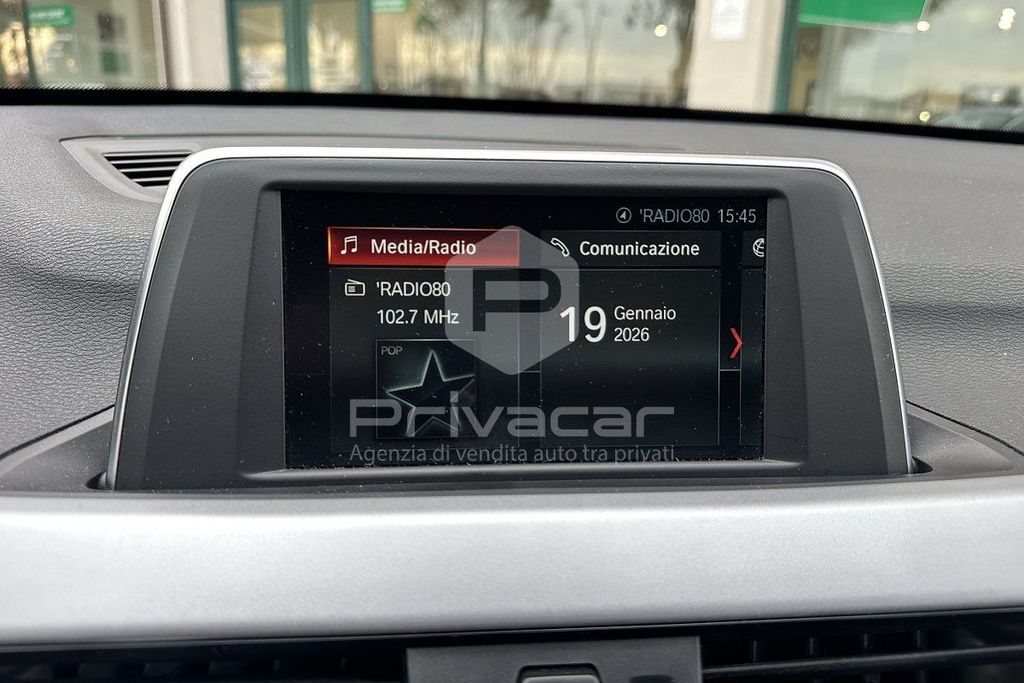 'RADIO80 15:45
Media/Radio
Comunicazione
'RADIO80
102.7 MHz
POP
19 Gennaio
2026
Privacar
Agenzia di vendita auto tra privati